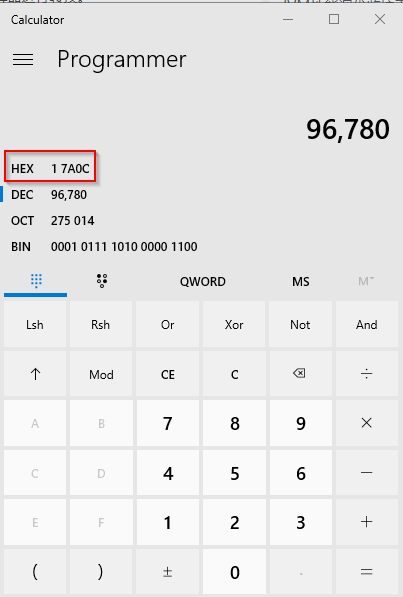 Calculator
Programmer
96,780
HEX 1 7A0C
DEC 96,780
OCT 275 014
BIN 0001 0111 1010 0000 1100
QWORD MS M˅
Lsh Rsh Or Xor Not And
↑ Mod CE C ⌫ ÷
A B 7 8 9 ×
C D 4 5 6 −
E F 1 2 3 +
( ) ± 0 . =